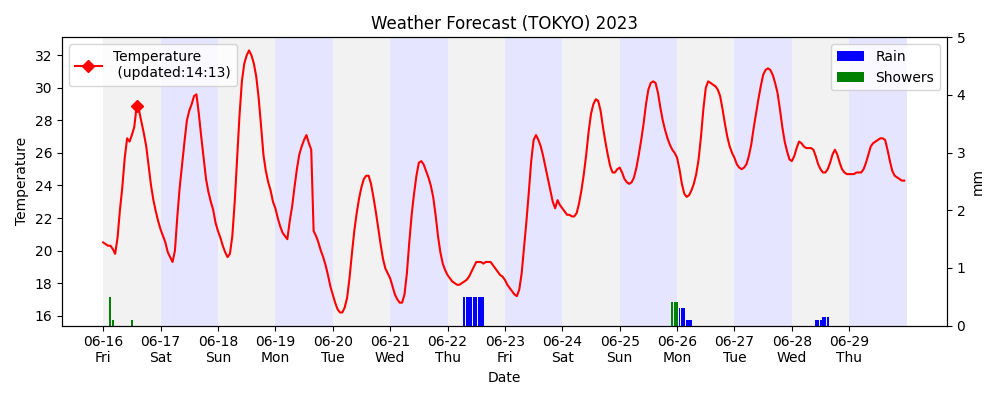 Weather Forecast (TOKYO) 2023
Temperature
(updated:14:13)
Rain
Showers
Temperature
32
30
28
26
24
22
20
18
16
5
4
3
2
1
0
mm
06-16 06-17 06-18 06-19 06-20 06-21 06-22 06-23 06-24 06-25 06-26 06-27 06-28 06-29
Fri Sat Sun Mon Tue Wed Thu Fri Sat Sun Mon Tue Wed Thu
Date